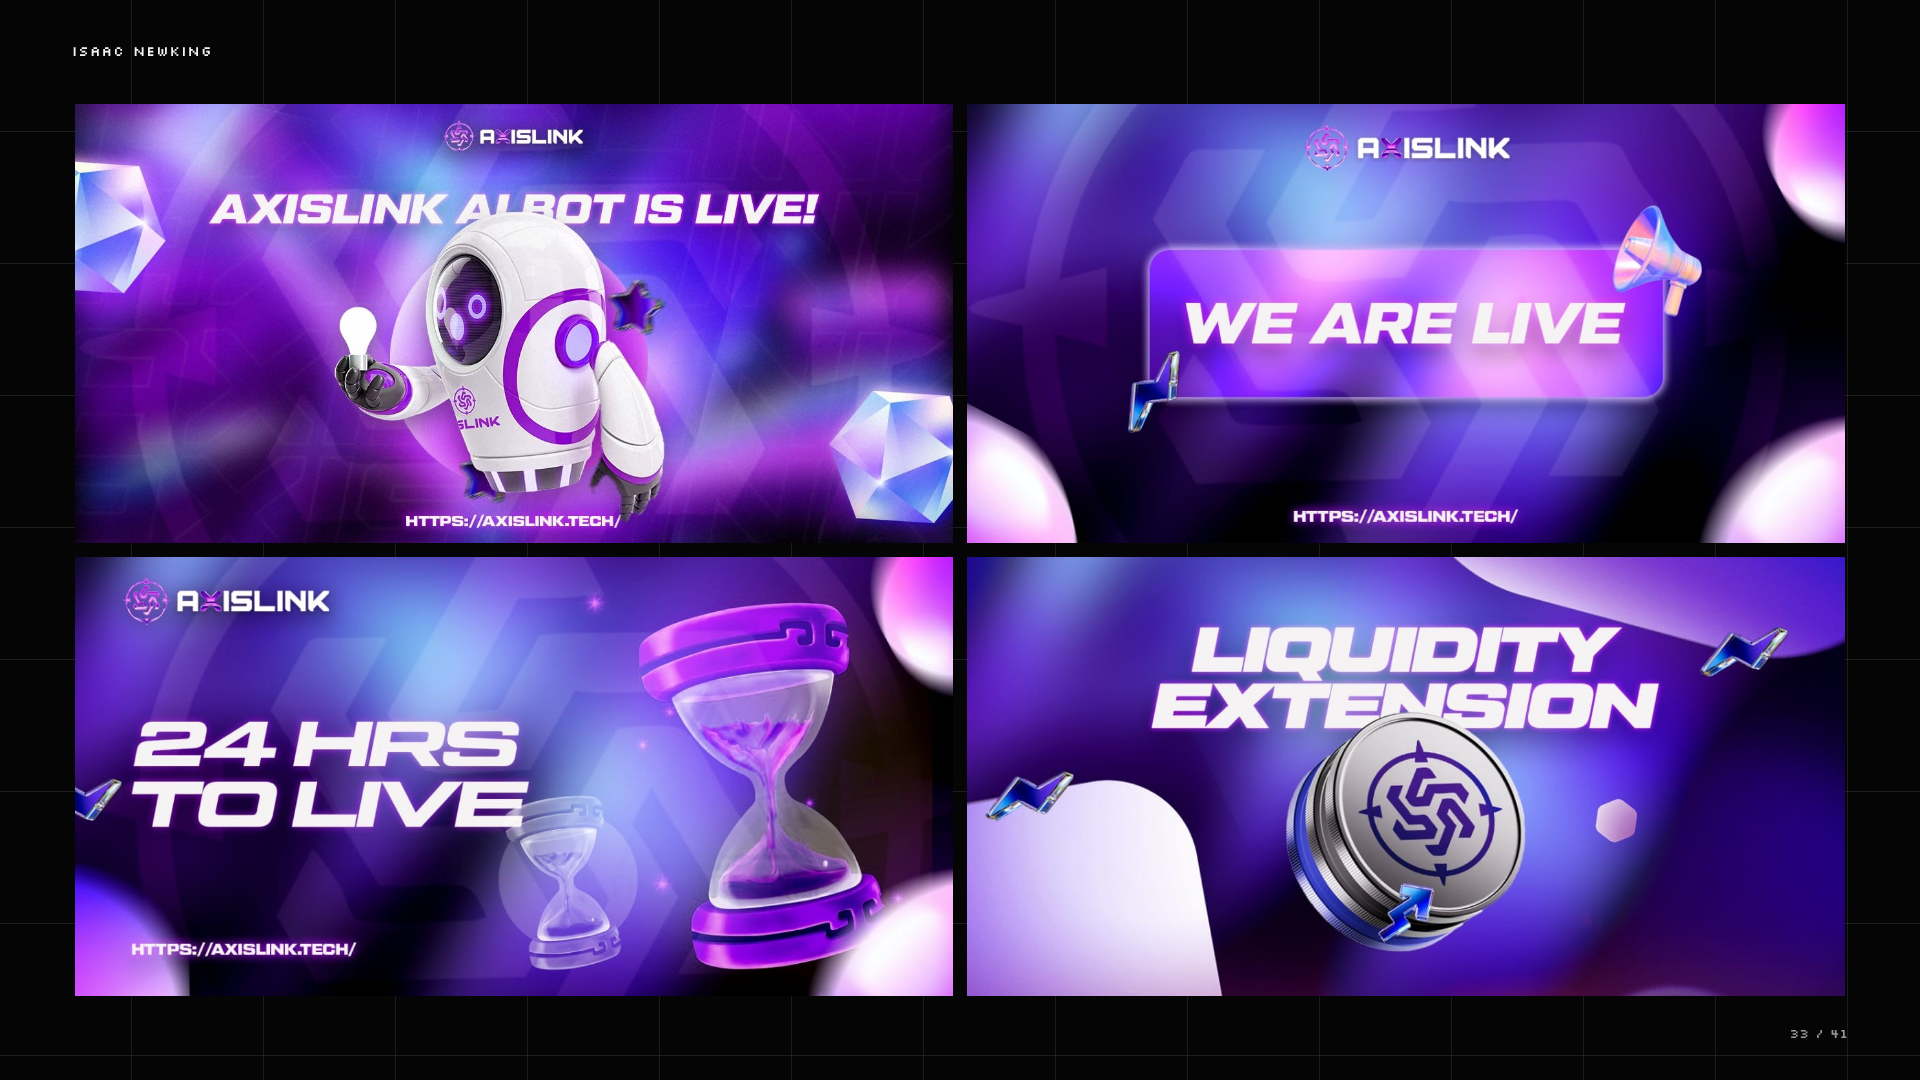 ISAAC NEWKING
AXISLINK
AXISLINK AI BOT IS LIVE!
SLINK
HTTPS://AXISLINK.TECH/
AXISLINK
WE ARE LIVE
HTTPS://AXISLINK.TECH/
AXISLINK
24 HRS
TO LIVE
HTTPS://AXISLINK.TECH/
LIQUIDITY
EXTENSION
33 / 41